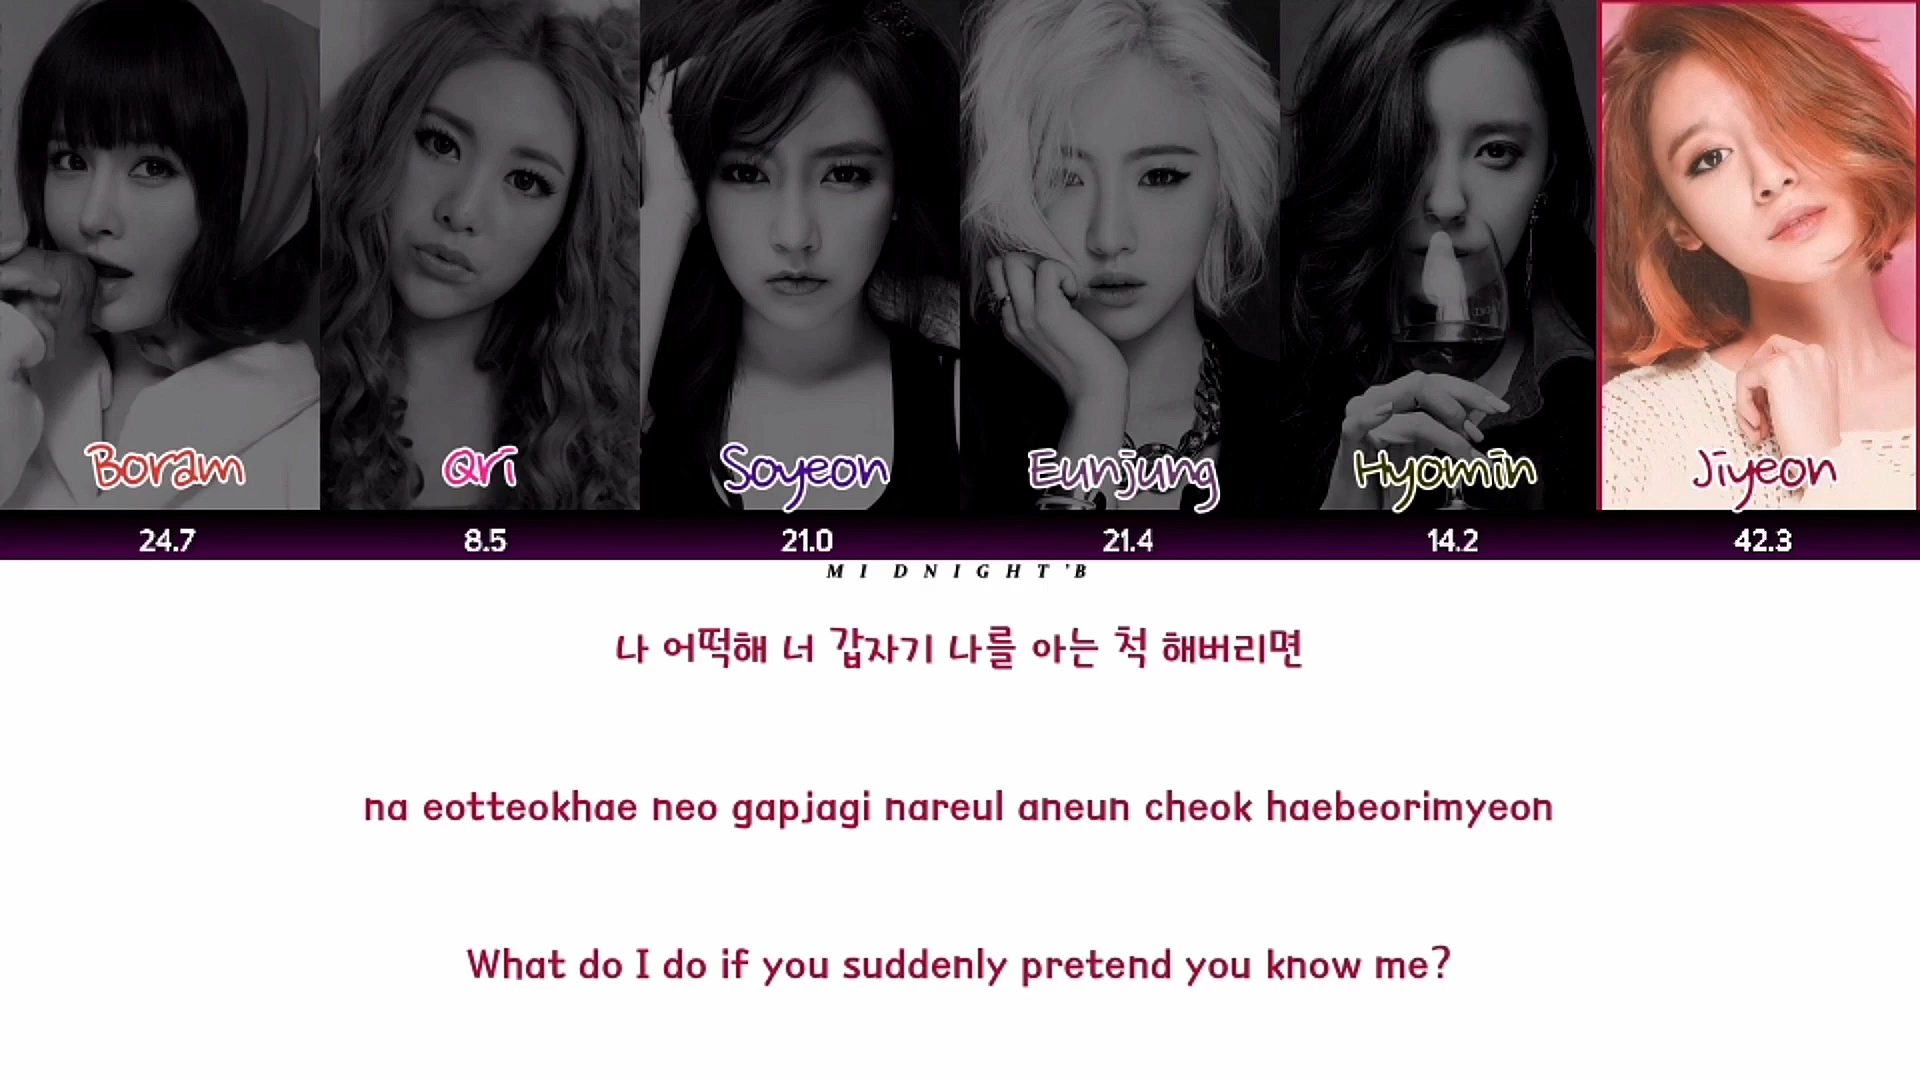 Boram
Qri
Soyeon
Eunjung
Hyomin
Jiyeon
24.7
8.5
21.0
21.4
14.2
42.3
MIDNIGHT'B
나 어떡해 너 갑자기 나를 아는 척 해버리면
na eotteokhae neo gapjagi nareul aneun cheok haebeorimyeon
What do I do if you suddenly pretend you know me?